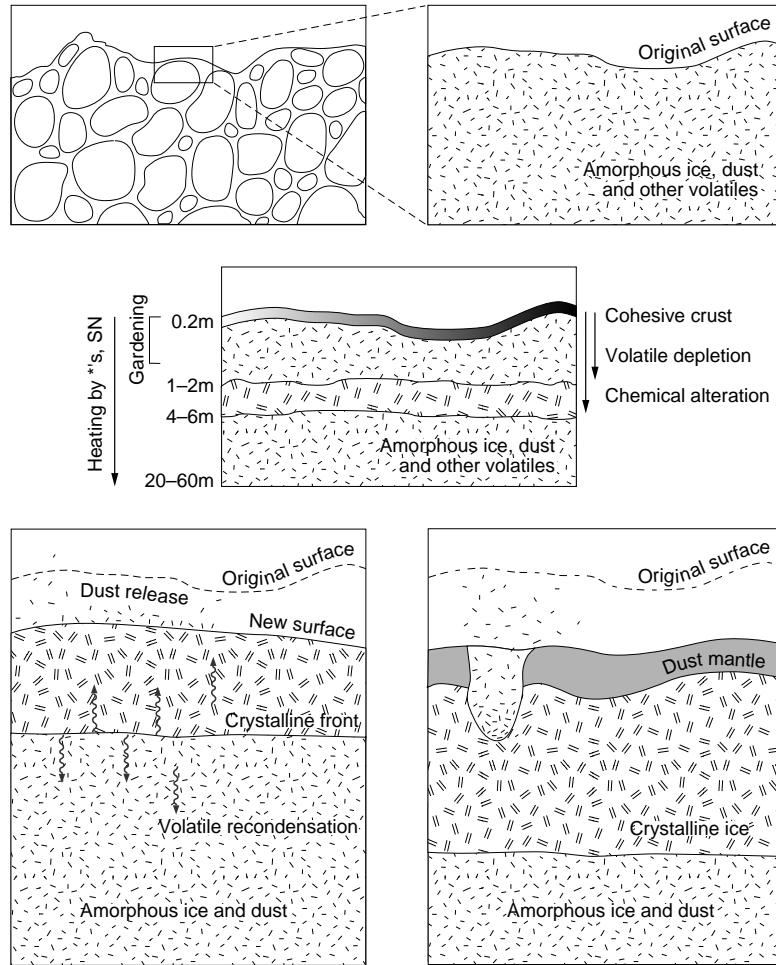 Original surface
Amorphous ice, dust
and other volatiles
Heating by *'s, SN
Gardening
0.2m
1–2m
4–6m
20–60m
Amorphous ice, dust
and other volatiles
Cohesive crust
Volatile depletion
Chemical alteration
Original surface
Dust release
New surface
Crystalline front
Volatile recondensation
Amorphous ice and dust
Original surface
Dust mantle
Crystalline ice
Amorphous ice and dust